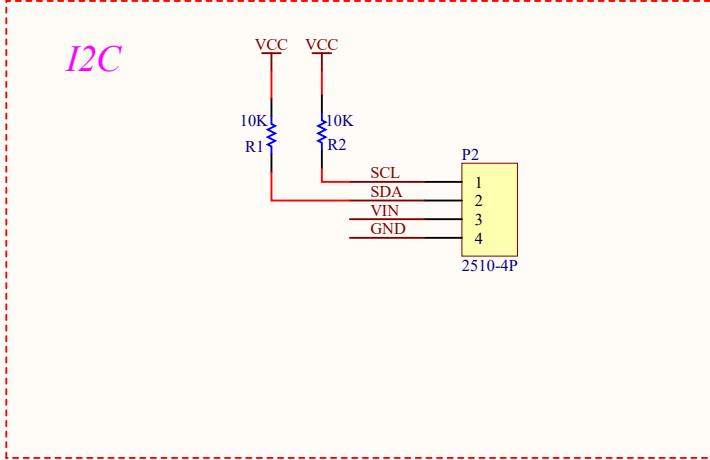 I2C
VCC VCC
10K 10K
R1 R2
P2
SCL 1
SDA 2
VIN 3
GND 4
2510-4P